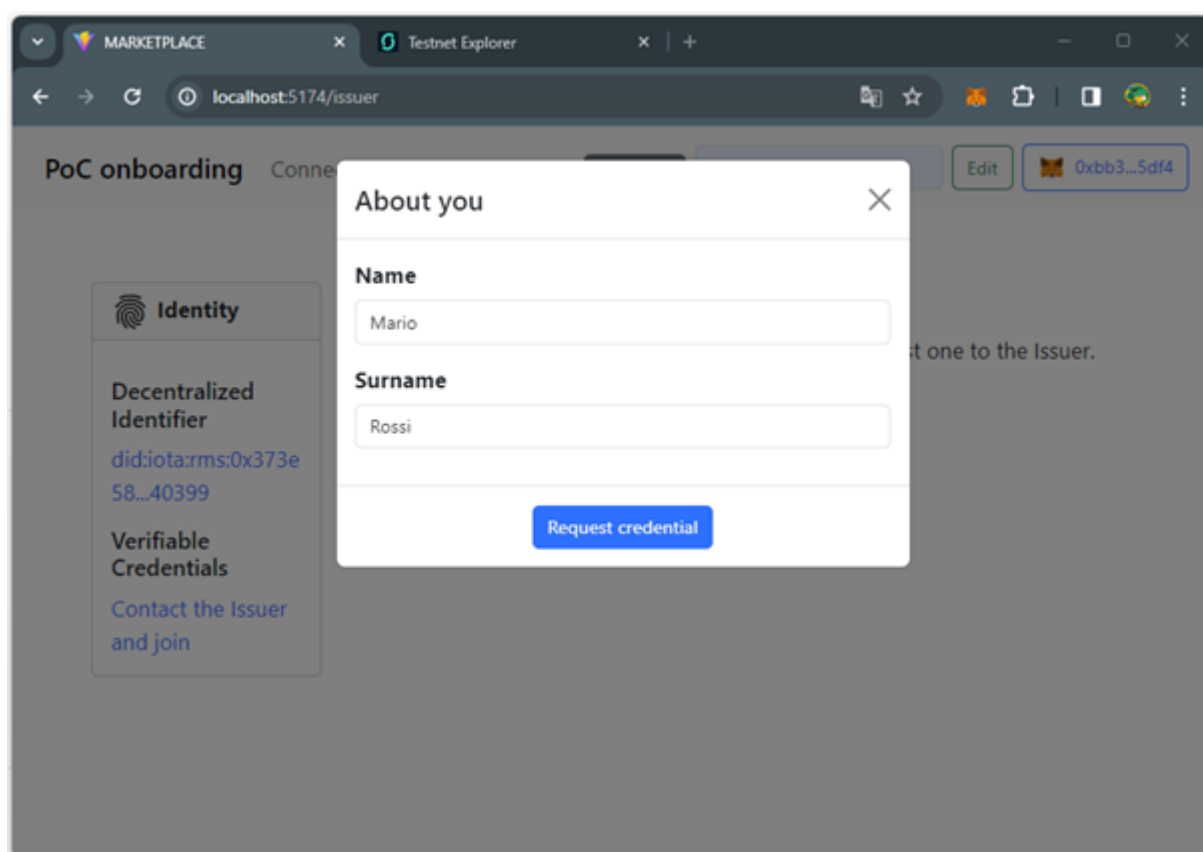 MARKETPLACE
Testnet Explorer
localhost:5174/issuer
PoC onboarding
Edit
0xbb3...5df4
About you
Name
Mario
Surname
Rossi
Request credential
Identity
Decentralized
Identifier
did:iota:rms:0x373e
58...40399
Verifiable
Credentials
Contact the Issuer
and join
one to the Issuer.